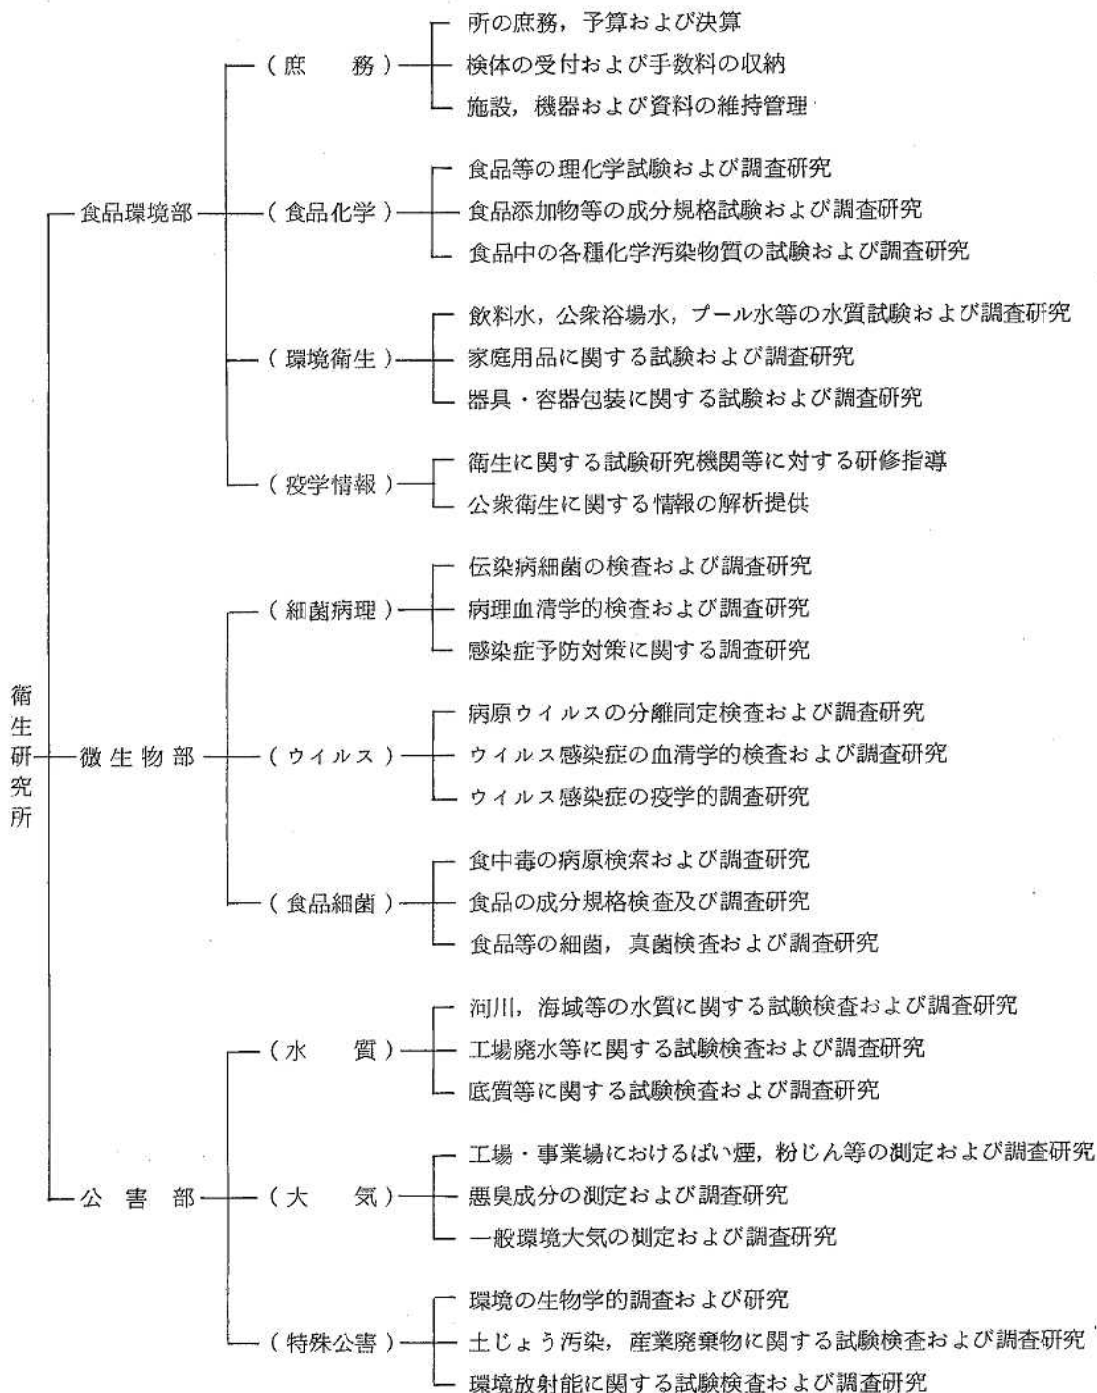 衛生研究所
食品環境部
(庶　務)
所の庶務，予算および決算
検体の受付および手数料の収納
施設，機器および資料の維持管理
(食品化学)
食品等の理化学試験および調査研究
食品添加物等の成分規格試験および調査研究
食品中の各種化学汚染物質の試験および調査研究
(環境衛生)
飲料水，公衆浴場水，プール水等の水質試験および調査研究
家庭用品に関する試験および調査研究
器具・容器包装に関する試験および調査研究
(疫学情報)
衛生に関する試験研究機関等に対する研修指導
公衆衛生に関する情報の解析提供
微生物部
(細菌病理)
伝染病細菌の検査および調査研究
病理血清学的検査および調査研究
感染症予防対策に関する調査研究
(ウイルス)
病原ウイルスの分離同定検査および調査研究
ウイルス感染症の血清学的検査および調査研究
ウイルス感染症の疫学的調査研究
(食品細菌)
食中毒の病原検索および調査研究
食品の成分規格検査及び調査研究
食品等の細菌，真菌検査および調査研究
公害部
(水　質)
河川，海域等の水質に関する試験検査および調査研究
工場廃水等に関する試験検査および調査研究
底質等に関する試験検査および調査研究
(大　気)
工場・事業場におけるばい煙，粉じん等の測定および調査研究
悪臭成分の測定および調査研究
一般環境大気の測定および調査研究
(特殊公害)
環境の生物学的調査および研究
土じょう汚染，産業廃棄物に関する試験検査および調査研究
環境放射能に関する試験検査および調査研究